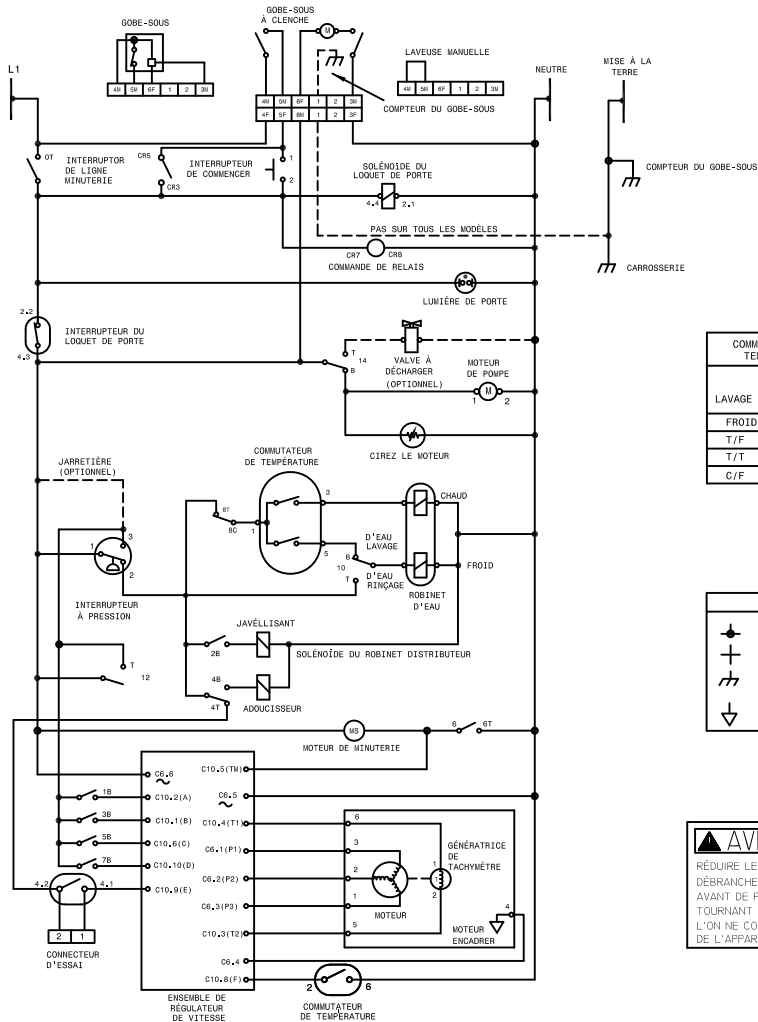 GOBE-SOUS
GOBE-SOUS
À CLENCHE
M
LAVEUSE MANUELLE
L1
NEUTRE
MISE À LA
TERRE
4M 5M 6F 1 2 3M
4M 5M 6F 1 2 3M
4F 5F 6M 1 2 3F
4M 5M 6F 1 2 3M
COMPTEUR DU GOBE-SOUS
OT
INTERRUPTOR
DE LIGNE
MINUTERIE
CR5
CR3
INTERRUPTEUR
DE COMMENCER
1
2
SOLÉNOÏDE DU
LOQUET DE PORTE
4.4
2.1
COMPTEUR DU GOBE-SOUS
PAS SUR TOUS LES MODÈLES
CR7
CR8
COMMANDE DE RELAIS
CARROSSERIE
LUMIÈRE DE PORTE
2.2
4.3
INTERRUPTEUR DU
LOQUET DE PORTE
T
14
B
VALVE À
DÉCHARGER
(OPTIONNEL)
MOTEUR
DE POMPE
1
M
2
CIREZ LE MOTEUR
LAVAGE
FROID
T/F
T/T
C/F
JARRETIÈRE
(OPTIONNEL)
COMMUTATEUR
DE TEMPÉRATURE
8T
8C
1
3
5
CHAUD
D'EAU
LAVAGE
B
10
T
D'EAU
RINÇAGE
FROID
ROBINET
D'EAU
1
3
2
INTERRUPTEUR
À PRESSION
JAVÉLLISANT
2B
SOLÉNOÏDE DU ROBINET DISTRIBUTEUR
4B
4T
ADOUCISSEUR
T
12
MS
MOTEUR DE MINUTERIE
6
6T
C6.6
C10.5(TM)
1B
C10.2(A)
C6.5
3B
C10.1(B)
C10.4(T1)
5B
C10.6(C)
C6.1(P1)
7B
C10.10(D)
C6.2(P2)
4.2
4.1
C10.9(E)
C6.3(P3)
C10.3(T2)
C6.4
C10.8(F)
6
3
2
1
5
MOTEUR
GÉNÉRATRICE
DE
TACHYMÉTRE
1
T
2
4
MOTEUR
ENCADRER
2 1
CONNECTEUR
D'ESSAI
ENSEMBLE DE
RÉGULATEUR
DE VITESSE
2
6
COMMUTATEUR
DE TEMPÉRATURE
RÉDUIRE LE
AVANT DE
TOURNANT
L'ON NE